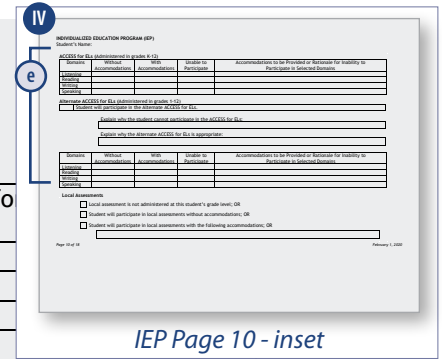 IV
INDIVIDUALIZED EDUCATION PROGRAM (IEP)
Student's Name:
e
ACCESS for ELs (Administered in grades K-12)
Domains Without Accommodations With Accommodations Unable to Participate Accommodations to be Provided or Rationale for Inability to Participate in Selected Domains
Listening
Reading
Writing
Speaking
Alternate ACCESS for ELs (Administered in grades 1-12)
Student will participate in the Alternate ACCESS for ELs.
Explain why the student cannot participate in the ACCESS for ELs:
Explain why the Alternate ACCESS for ELs is appropriate:
Domains Without Accommodations With Accommodations Unable to Participate Accommodations to be Provided or Rationale for Inability to Participate in Selected Domains
Listening
Reading
Writing
Speaking
Local Assessments
Local assessment is not administered at this student's grade level; OR
Student will participate in local assessments without accommodations; OR
Student will participate in local assessments with the following accommodations; OR
Page 10 of 18 February 1, 2020
IEP Page 10 - inset